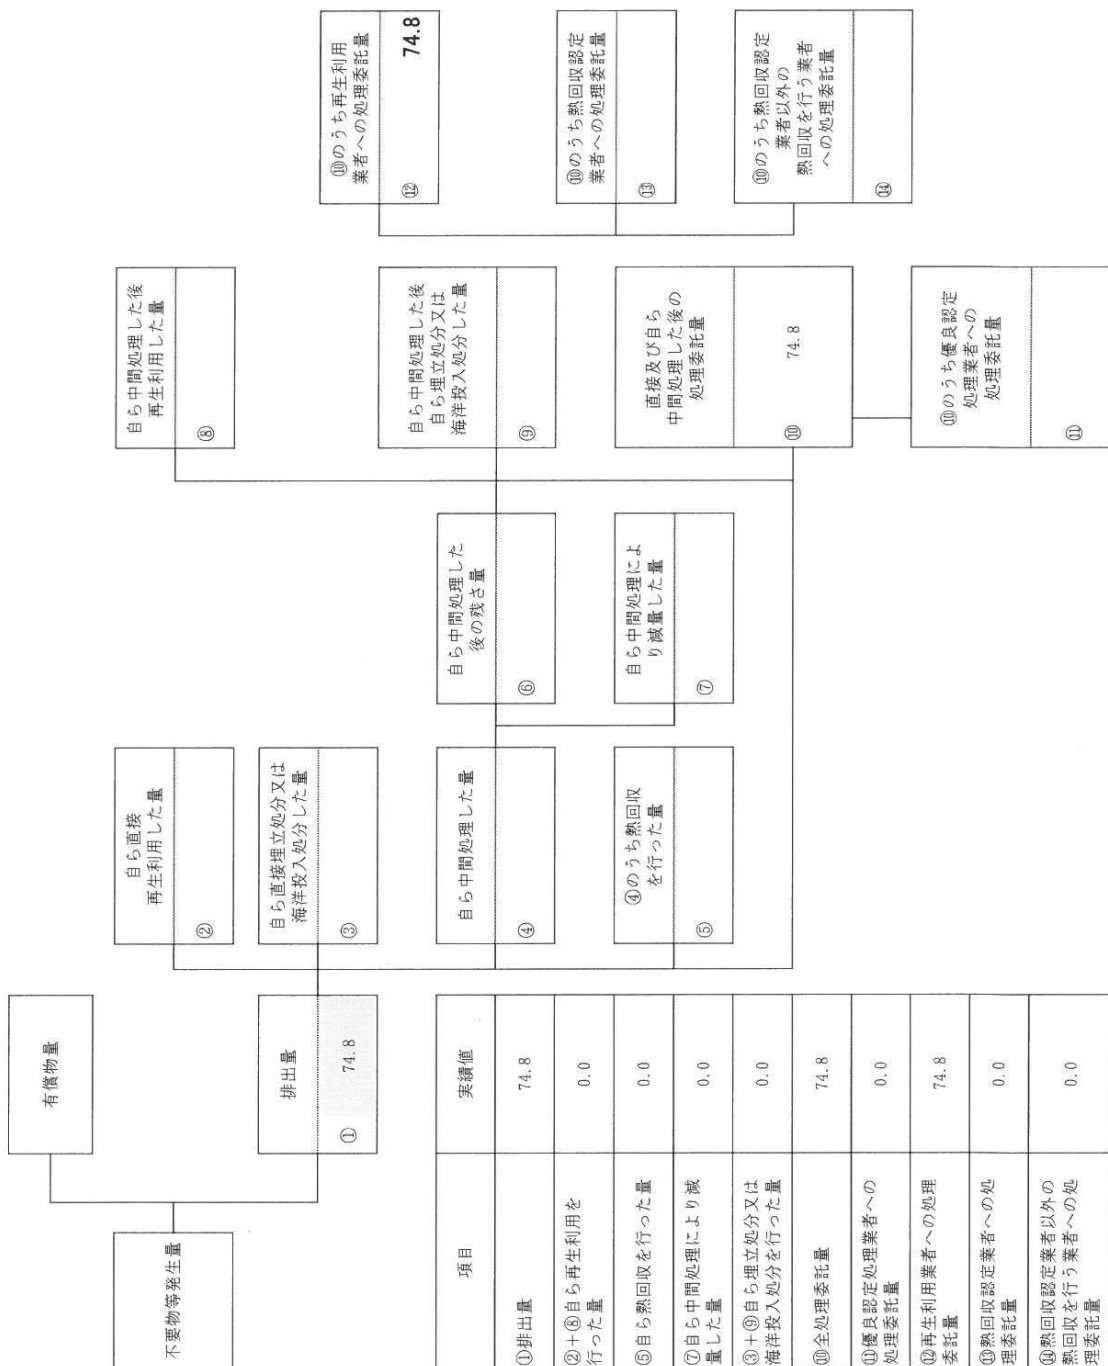 不要物等発生量
有償物量
排出量
①
74.8
自ら直接
再生利用した量
②
自ら直接埋立処分又は
海洋投入処分した量
③
自ら中間処理した量
④
④のうち熱回収
を行った量
⑤
自ら中間処理した
後の残さ量
⑥
自ら中間処理によ
り減量した量
⑦
自ら中間処理した後
再生利用した量
⑧
自ら中間処理した後
自ら埋立処分又は
海洋投入処分した量
⑨
直接及び自ら
中間処理した後の
処理委託量
⑩
74.8
⑩のうち優良認定
処理業者への
処理委託量
⑪
⑩のうち再生利用
業者への処理委託量
⑫
74.8
⑩のうち熱回収認定
業者への処理委託量
⑬
⑩のうち熱回収認定
業者以外の
熱回収を行う業者
への処理委託量
⑭
項目 実績値
①排出量 74.8
②+⑧自ら再生利用を
行った量 0.0
⑤自ら熱回収を行った量 0.0
⑦自ら中間処理により減
量した量 0.0
③+⑨自ら埋立処分又は
海洋投入処分を行った量 0.0
⑩全処理委託量 74.8
⑪優良認定処理業者への
処理委託量 0.0
⑫再生利用業者への処理
委託量 74.8
⑬熱回収認定業者への処
理委託量 0.0
⑭熱回収認定業者以外の
熱回収を行う業者への処
理委託量 0.0